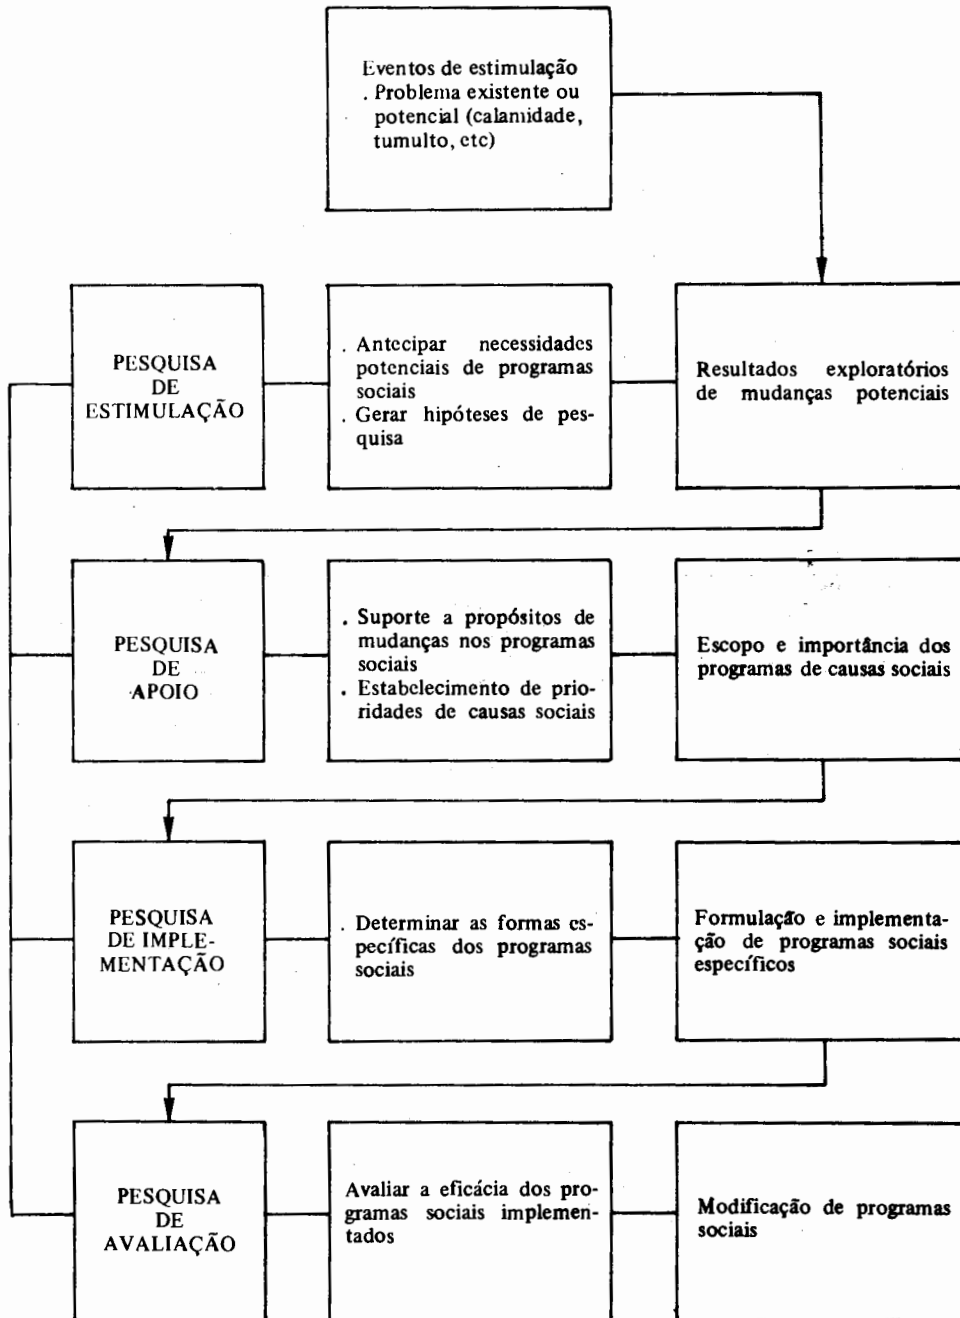 Eventos de estimulação
. Problema existente ou
potencial (calamidade,
tumulto, etc)
PESQUISA
DE
ESTIMULAÇÃO
. Antecipar necessidades
potenciais de programas
sociais
. Gerar hipóteses de pes-
quisa
Resultados exploratórios
de mudanças potenciais
PESQUISA
DE
APOIO
. Suporte a propósitos de
mudanças nos programas
sociais
. Estabelecimento de prio-
ridades de causas sociais
Escopo e importância dos
programas de causas sociais
PESQUISA
DE IMPLE-
MENTAÇÃO
. Determinar as formas es-
pecíficas dos programas
sociais
Formulação e implementa-
ção de programas sociais
específicos
PESQUISA
DE
AVALIAÇÃO
Avaliar a eficácia dos pro-
gramas sociais implemen-
tados
Modificação de programas
sociais